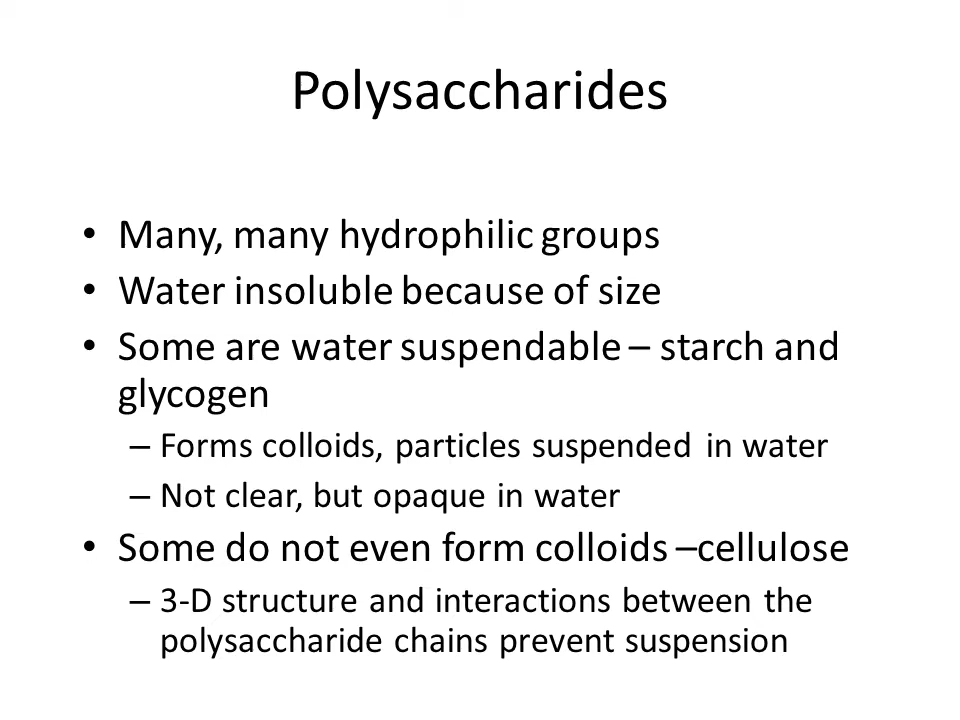 Polysaccharides
• Many, many hydrophilic groups
• Water insoluble because of size
• Some are water suspendable – starch and
glycogen
– Forms colloids, particles suspended in water
– Not clear, but opaque in water
• Some do not even form colloids –cellulose
– 3-D structure and interactions between the
polysaccharide chains prevent suspension